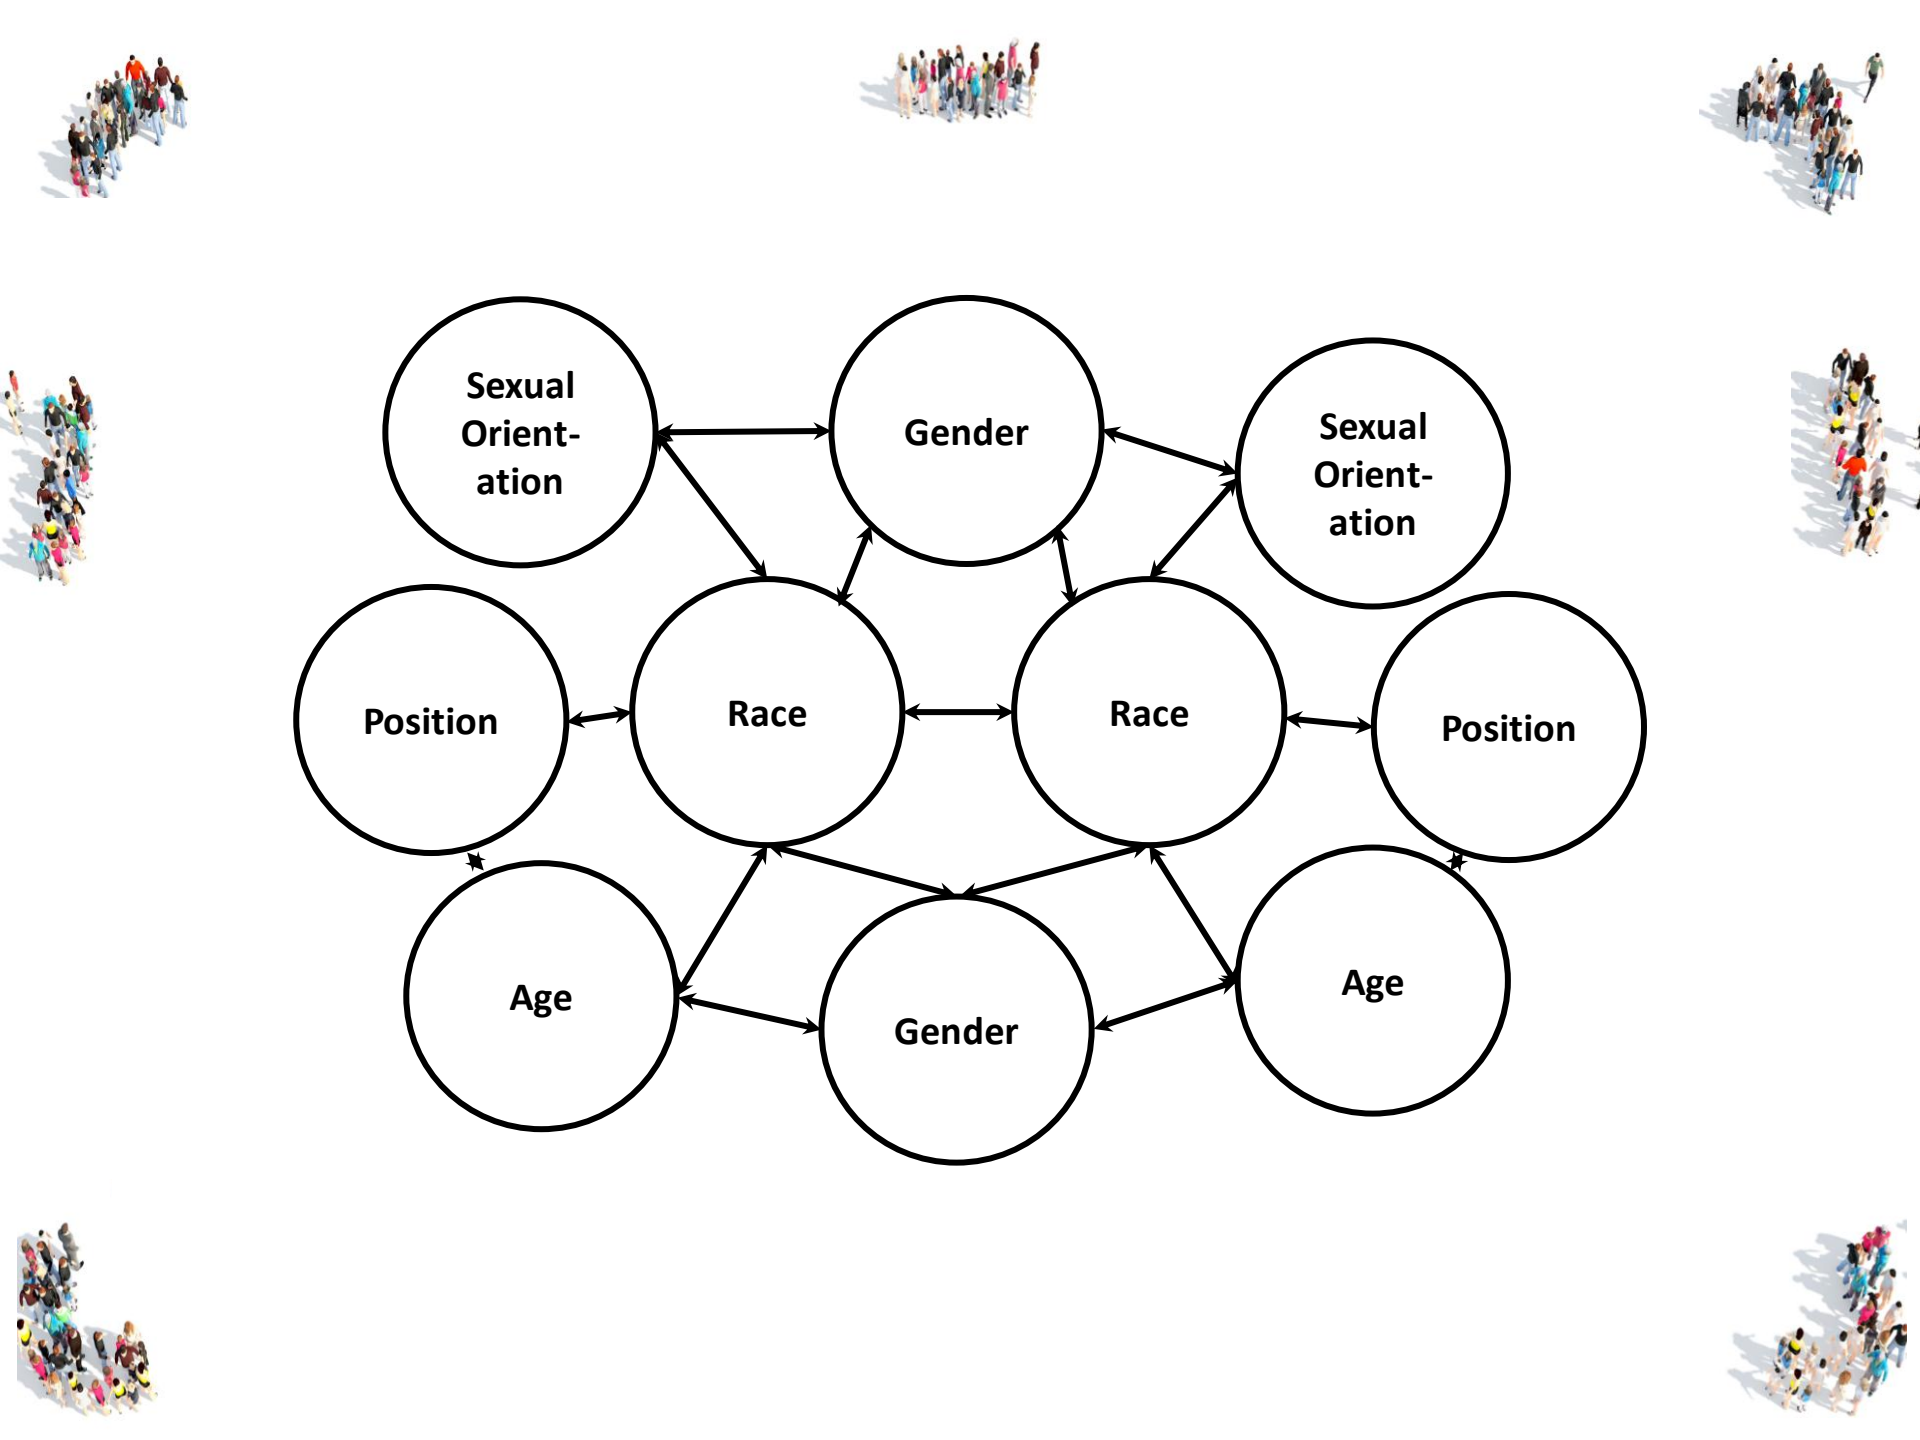 Sexual
Orient-
ation
Gender
Sexual
Orient-
ation
Position
Race
Race
Position
Age
Gender
Age